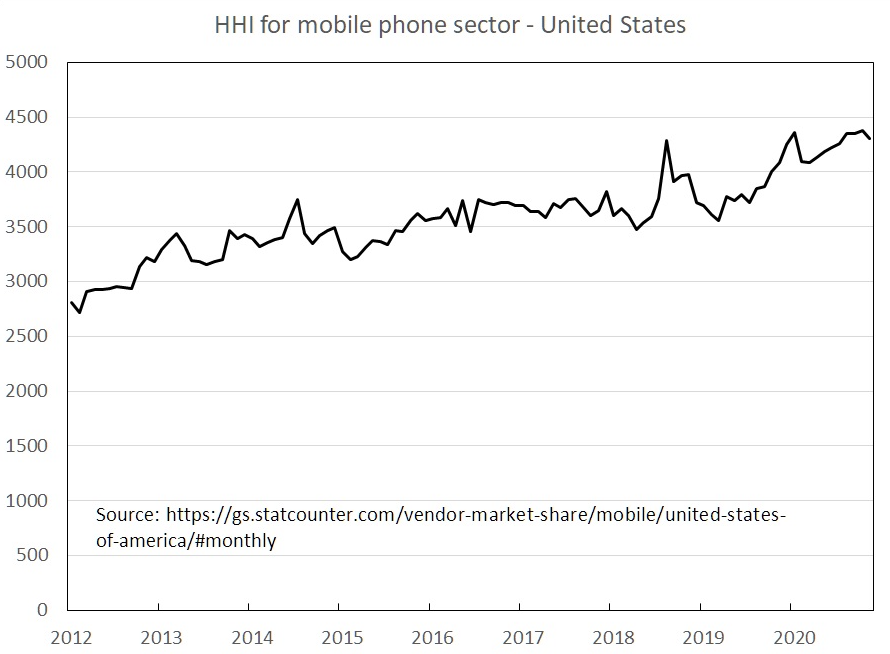 HHI for mobile phone sector - United States
5000
4500
4000
3500
3000
2500
2000
1500
1000
Source: https://gs.statcounter.com/vendor-market-share/mobile/united-states-
of-america/#monthly
500
0
2012 2013 2014 2015 2016 2017 2018 2019 2020